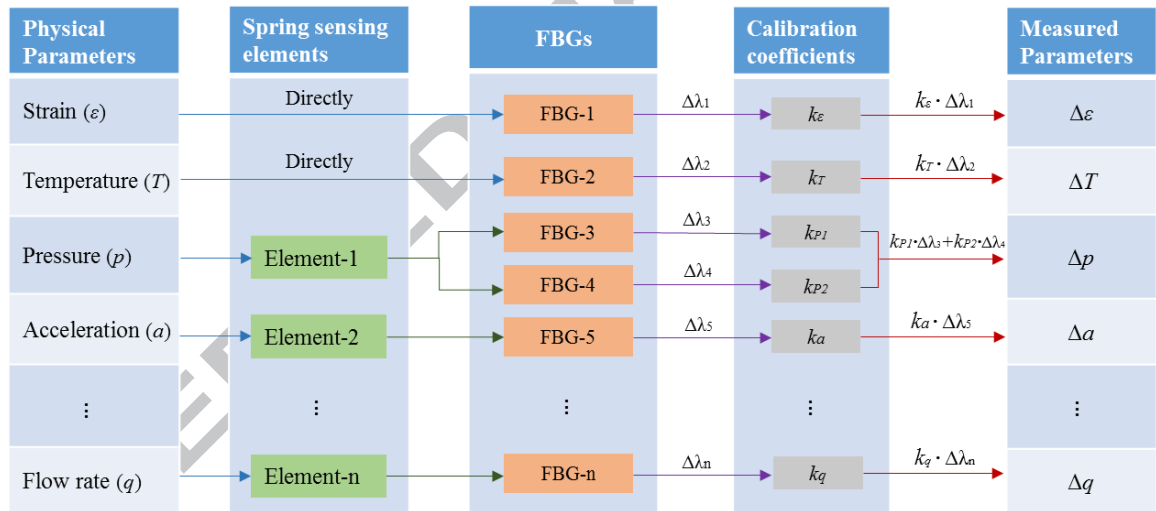 Physical
Parameters
Spring sensing
elements
FBGs
Calibration
coefficients
Measured
Parameters
Strain (ε)
Directly
FBG-1
Δλ1
kε
kε · Δλ1
Δε
Temperature (T)
Directly
FBG-2
Δλ2
kT
kT · Δλ2
ΔT
Pressure (p)
Element-1
FBG-3
Δλ3
kP1
FBG-4
Δλ4
kP2
kP1·Δλ3+kP2·Δλ4
Δp
Acceleration (a)
Element-2
FBG-5
Δλ5
ka
ka · Δλ5
Δa
⋮
⋮
⋮
⋮
⋮
Flow rate (q)
Element-n
FBG-n
Δλn
kq
kq · Δλn
Δq